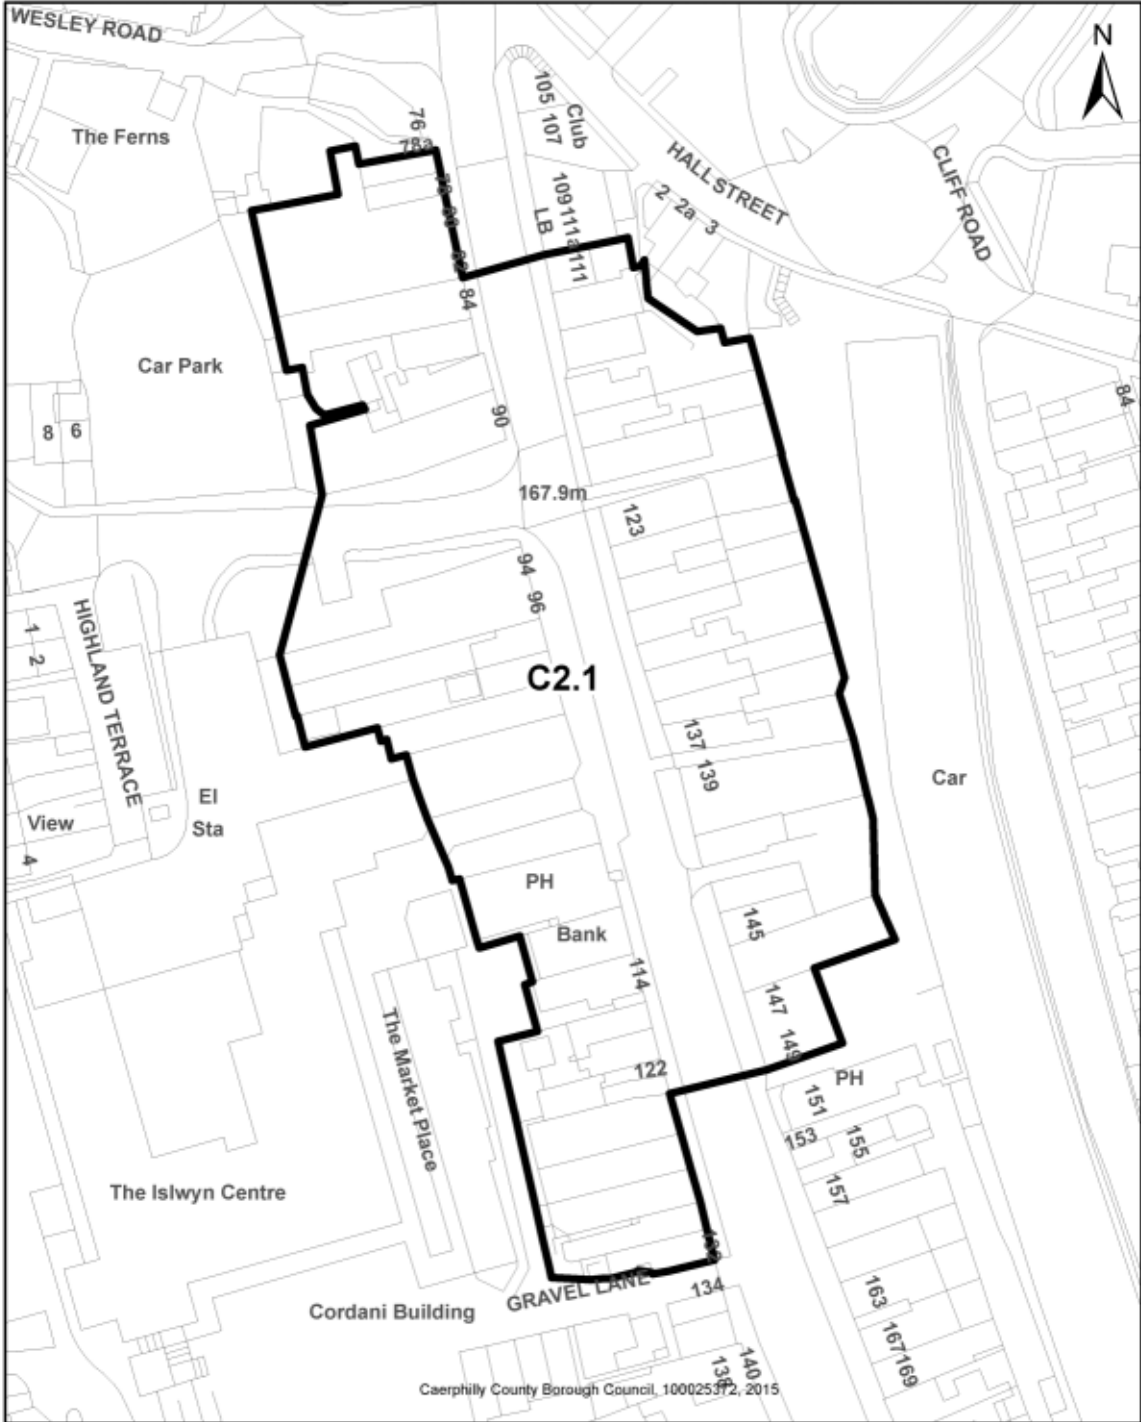 WESLEY ROAD
N
105
Club
76
107
The Ferns
78a
HALL STREET
CLIFF ROAD
109
111a
2
2a
3
LB
111
84
Car Park
84
90
8
6
167.9m
123
94
96
1
2
HIGHLAND TERRACE
C2.1
137
139
Car
El
Sta
View
4
PH
Bank
145
114
147
149
The Market Place
122
PH
151
153
155
157
The Islwyn Centre
GRAVEL LANE
134
163
Cordani Building
167
169
138
140
Caerphilly County Borough Council, 100025372, 2015